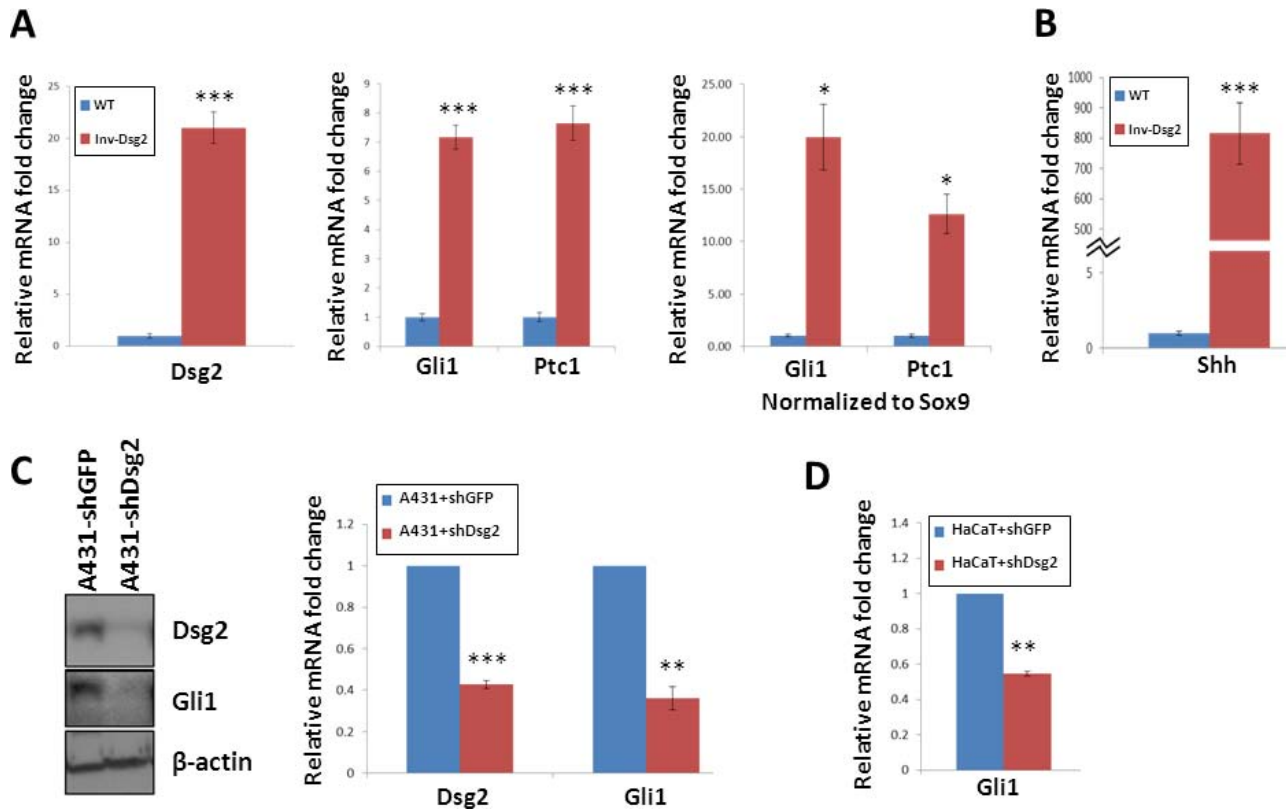 A
Relative mRNA fold change
25
20
15
10
5
0
WT
Inv-Dsg2
***
Dsg2
Relative mRNA fold change
9
8
7
6
5
4
3
2
1
0
***
***
Gli1 Ptc1
Relative mRNA fold change
25.00
20.00
15.00
10.00
5.00
0.00
*
*
Gli1 Ptc1
Normalized to Sox9
B
Relative mRNA fold change
1000
900
800
700
600
500
5
0
WT
Inv-Dsg2
***
Shh
C
A431-shGFP
A431-shDsg2
Dsg2
Gli1
β-actin
Relative mRNA fold change
1.2
1
0.8
0.6
0.4
0.2
0
A431+shGFP
A431+shDsg2
***
**
Dsg2 Gli1
D
Relative mRNA fold change
1.4
1.2
1
0.8
0.6
0.4
0.2
0
HaCaT+shGFP
HaCaT+shDsg2
**
Gli1